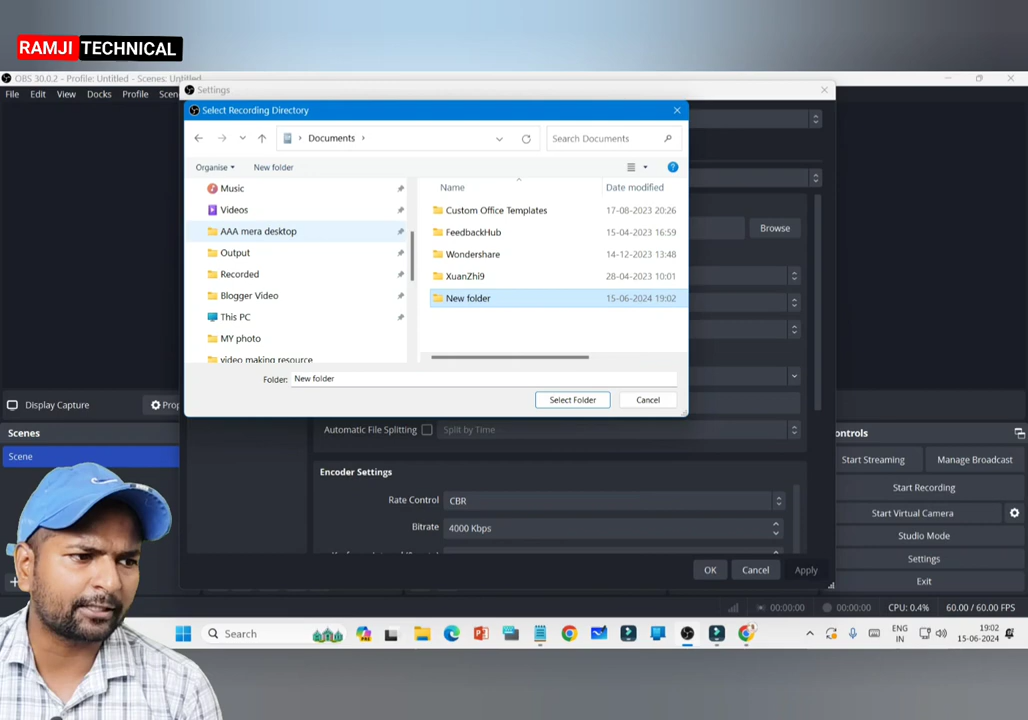 RAMJI TECHNICAL
OBS 30.0.2 - Profile: Untitled - Scenes: Untitled
Settings
File Edit View Docks Profile Scen
Select Recording Directory
Documents
Search Documents
Organise New folder
Name Date modified
Music
Videos
AAA mera desktop
Output
Recorded
Blogger Video
This PC
MY photo
video making resource
Custom Office Templates 17-08-2023 20:26
FeedbackHub 15-04-2023 16:59
Wondershare 14-12-2023 13:48
XuanZhi9 28-04-2023 10:01
New folder 15-06-2024 19:02
Browse
Folder: New folder
Select Folder Cancel
Display Capture Prop
Automatic File Splitting Split by Time
Scenes
Scene
Encoder Settings
Rate Control CBR
Bitrate 4000 Kbps
OK Cancel Apply
ontrols
Start Streaming Manage Broadcast
Start Recording
Start Virtual Camera
Studio Mode
Settings
Exit
00:00:00 00:00:00 CPU: 0.4% 60.00 / 60.00 FPS
Search
ENG
IN
19:02
15-06-2024